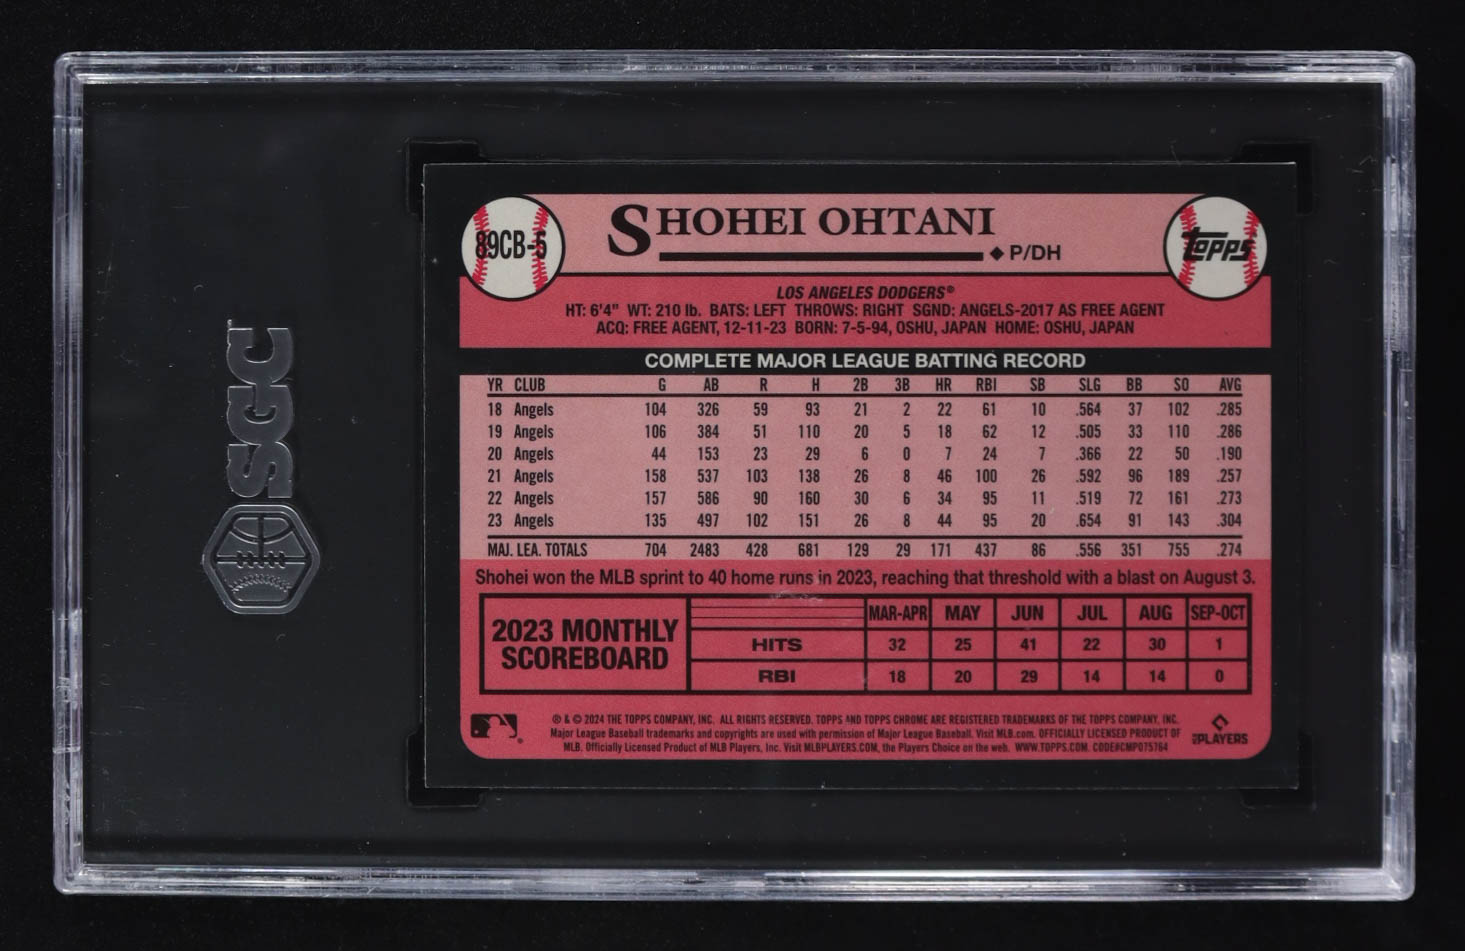 SGC
89CB-5
SHOHEI OHTANI
P/DH
TOPPS
LOS ANGELES DODGERS®
HT: 6'4" WT: 210 lb. BATS: LEFT THROWS: RIGHT SGND: ANGELS-2017 AS FREE AGENT
ACQ: FREE AGENT, 12-11-23 BORN: 7-5-94, OSHU, JAPAN HOME: OSHU, JAPAN
COMPLETE MAJOR LEAGUE BATTING RECORD
YR CLUB G AB R H 2B 3B HR RBI SB SLG BB SO AVG
18 Angels 104 326 59 93 21 2 22 61 10 .564 37 102 .285
19 Angels 106 384 51 110 20 5 18 62 12 .505 33 110 .286
20 Angels 44 153 23 29 6 0 7 24 7 .366 22 50 .190
21 Angels 158 537 103 138 26 8 46 100 26 .592 96 189 .257
22 Angels 157 586 90 160 30 6 34 95 11 .519 72 161 .273
23 Angels 135 497 102 151 26 8 44 95 20 .654 91 143 .304
MAJ. LEA. TOTALS 704 2483 428 681 129 29 171 437 86 .556 351 755 .274
Shohei won the MLB sprint to 40 home runs in 2023, reaching that threshold with a blast on August 3.
2023 MONTHLY
SCOREBOARD
MAR-APR MAY JUN JUL AUG SEP-OCT
HITS 32 25 41 22 30 1
RBI 18 20 29 14 14 0
® & © 2024 THE TOPPS COMPANY, INC. ALL RIGHTS RESERVED. TOPPS AND TOPPS CHROME ARE REGISTERED TRADEMARKS OF THE TOPPS COMPANY, INC.
Major League Baseball trademarks and copyrights are used with permission of Major League Baseball. Visit MLB.com. OFFICIALLY LICENSED PRODUCT OF
MLB. Officially Licensed Product of MLB Players, Inc. Visit MLBPLAYERS.COM, the Players Choice on the web. WWW.TOPPS.COM. CODE#CMP075764
PLAYERS